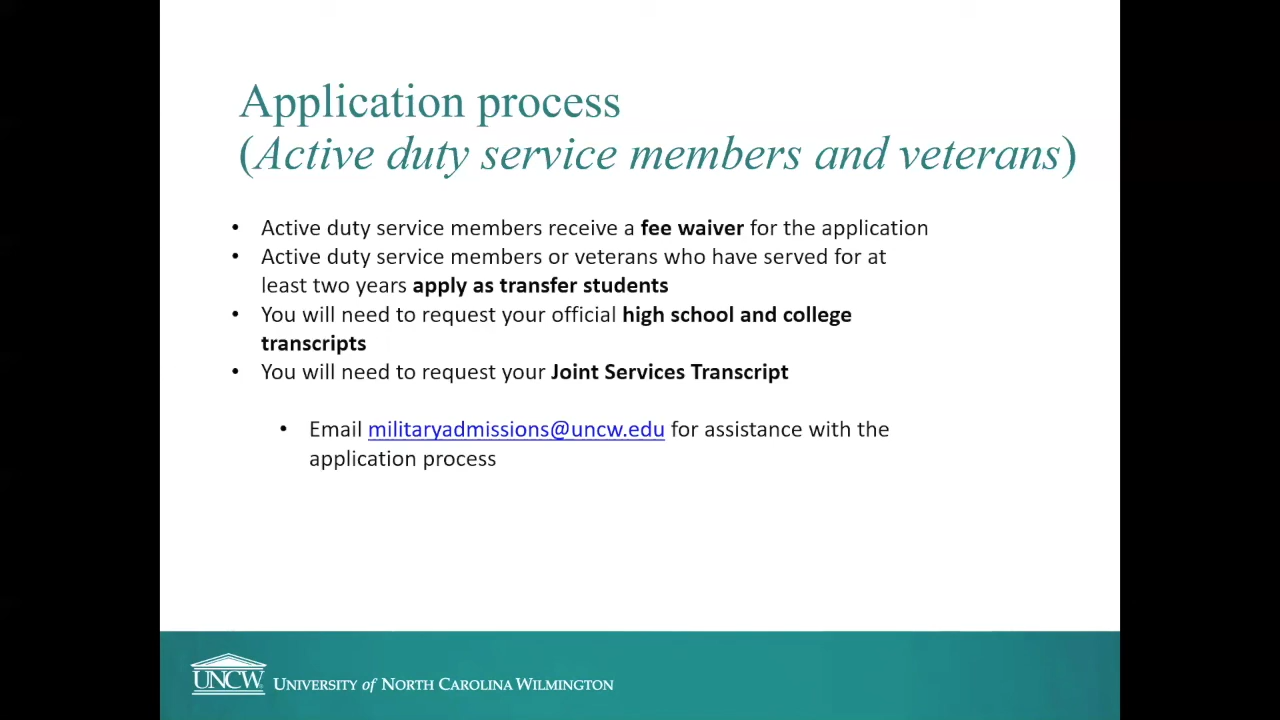 Application process
(Active duty service members and veterans)
• Active duty service members receive a fee waiver for the application
• Active duty service members or veterans who have served for at
least two years apply as transfer students
• You will need to request your official high school and college
transcripts
• You will need to request your Joint Services Transcript
• Email militaryadmissions@uncw.edu for assistance with the
application process
UNCW UNIVERSITY of NORTH CAROLINA WILMINGTON